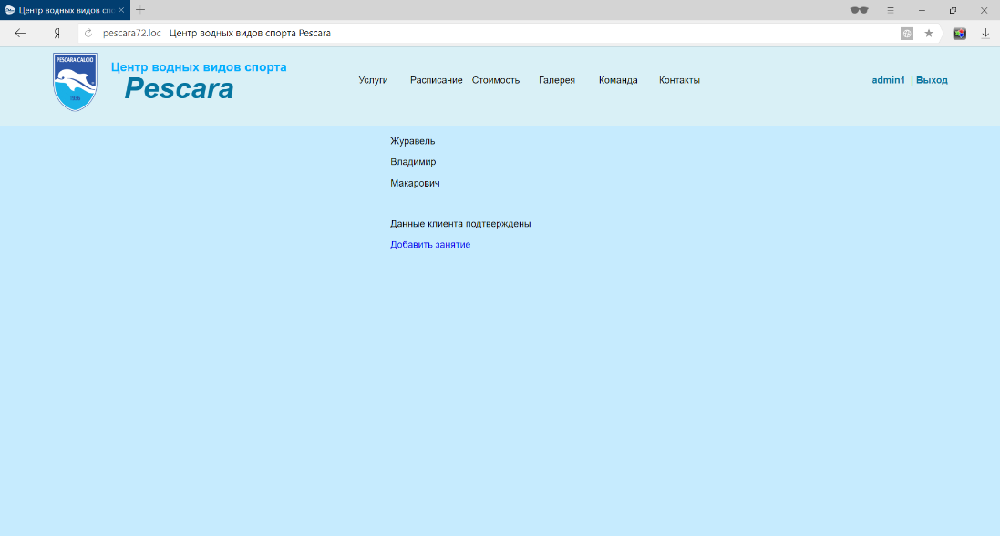 Центр водных видов спо
Я
pescara72.loc Центр водных видов спорта Pescara
PESCARA CALCIO
1936
Центр водных видов спорта
Pescara
Услуги Расписание Стоимость Галерея Команда Контакты
admin1 | Выход
Журавель
Владимир
Макарович
Данные клиента подтверждены
Добавить занятие